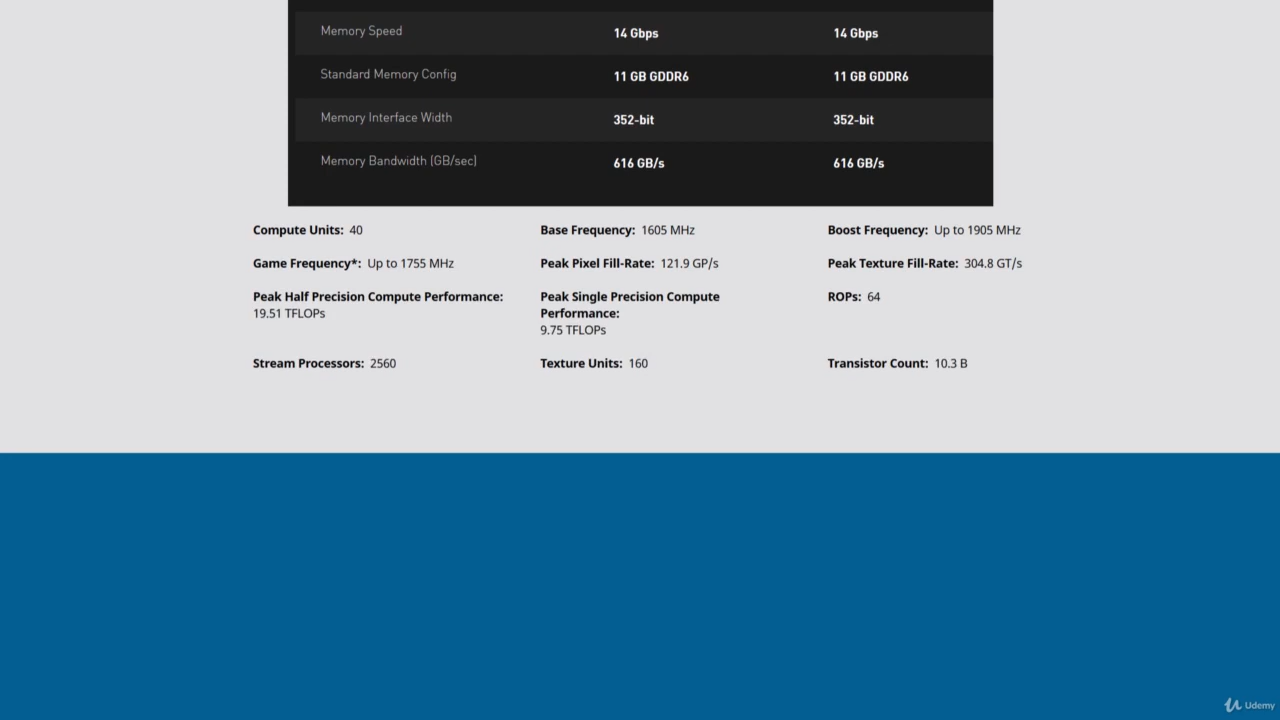 Memory Speed 14 Gbps 14 Gbps
Standard Memory Config 11 GB GDDR6 11 GB GDDR6
Memory Interface Width 352-bit 352-bit
Memory Bandwidth (GB/sec) 616 GB/s 616 GB/s
Compute Units: 40 Base Frequency: 1605 MHz Boost Frequency: Up to 1905 MHz
Game Frequency*: Up to 1755 MHz Peak Pixel Fill-Rate: 121.9 GP/s Peak Texture Fill-Rate: 304.8 GT/s
Peak Half Precision Compute Performance:
19.51 TFLOPs
Peak Single Precision Compute
Performance:
9.75 TFLOPs
ROPs: 64
Stream Processors: 2560 Texture Units: 160 Transistor Count: 10.3 B
Udemy